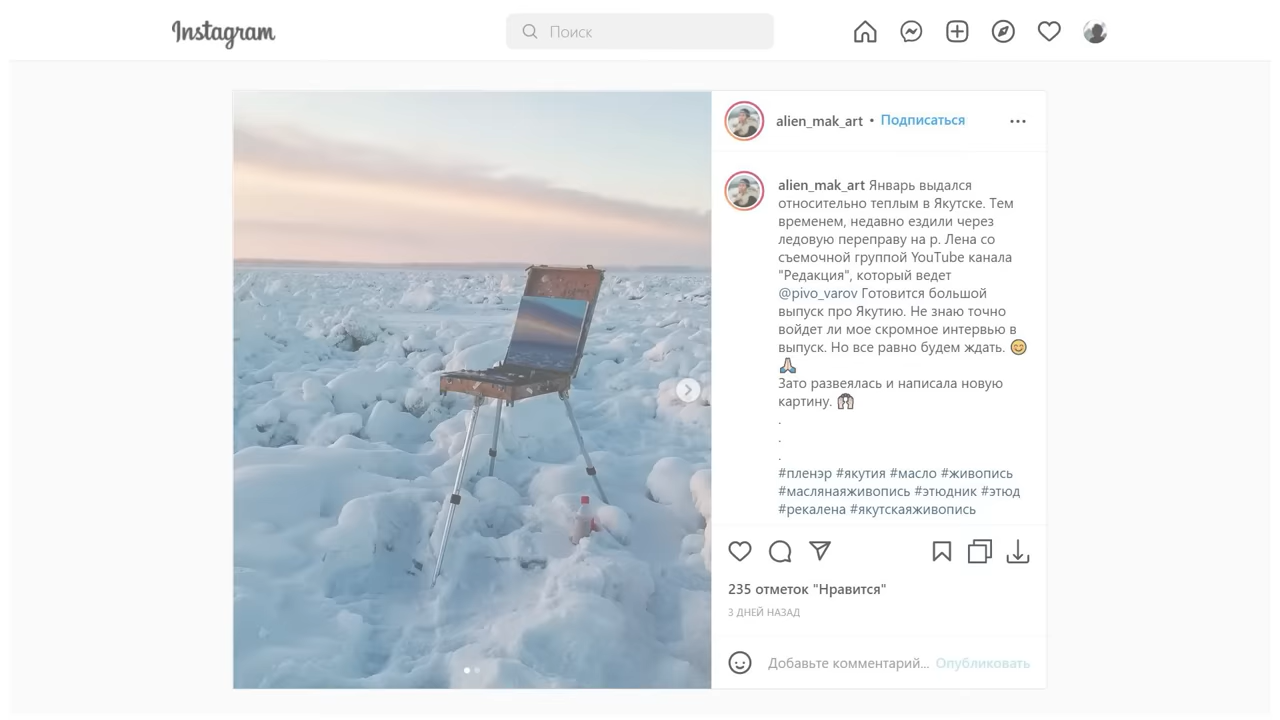 Instagram
Поиск
alien_mak_art • Подписаться
alien_mak_art Январь выдался
относительно теплым в Якутске. Тем
временем, недавно ездили через
ледовую переправу на р. Лена со
съемочной группой YouTube канала
"Редакция", который ведет
@pivo_varov Готовится большой
выпуск про Якутию. Не знаю точно
войдет ли мое скромное интервью в
выпуск. Но все равно будем ждать. 😊
🙏🏻
Зато развеялась и написала новую
картину. 👩🏻‍🎨
.
.
.
#пленэр #якутия #масло #живопись
#маслянаяживопись #этюдник #этюд
#рекалена #якутскаяживопись
235 отметок "Нравится"
3 ДНЕЙ НАЗАД
Добавьте комментарий... Опубликовать